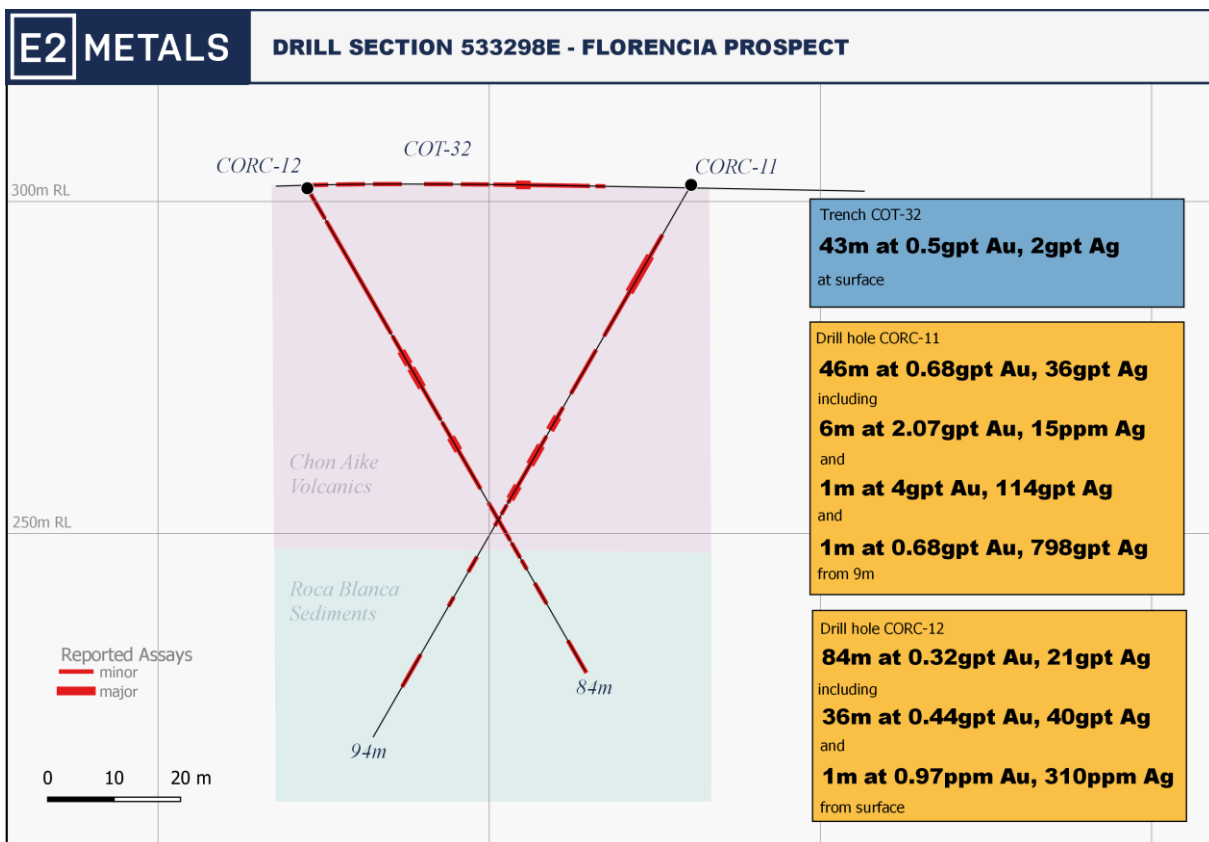 E2 METALS
DRILL SECTION 533298E - FLORENCIA PROSPECT
CORC-12
COT-32
CORC-11
300m RL
Trench COT-32
43m at 0.5gpt Au, 2gpt Ag
at surface
Drill hole CORC-11
46m at 0.68gpt Au, 36gpt Ag
including
6m at 2.07gpt Au, 15ppm Ag
and
1m at 4gpt Au, 114gpt Ag
and
1m at 0.68gpt Au, 798gpt Ag
from 9m
Chon Aike
Volcanics
250m RL
Roca Blanca
Sediments
Drill hole CORC-12
84m at 0.32gpt Au, 21gpt Ag
including
36m at 0.44gpt Au, 40gpt Ag
and
1m at 0.97ppm Au, 310ppm Ag
from surface
Reported Assays
minor
major
84m
94m
0 10 20 m